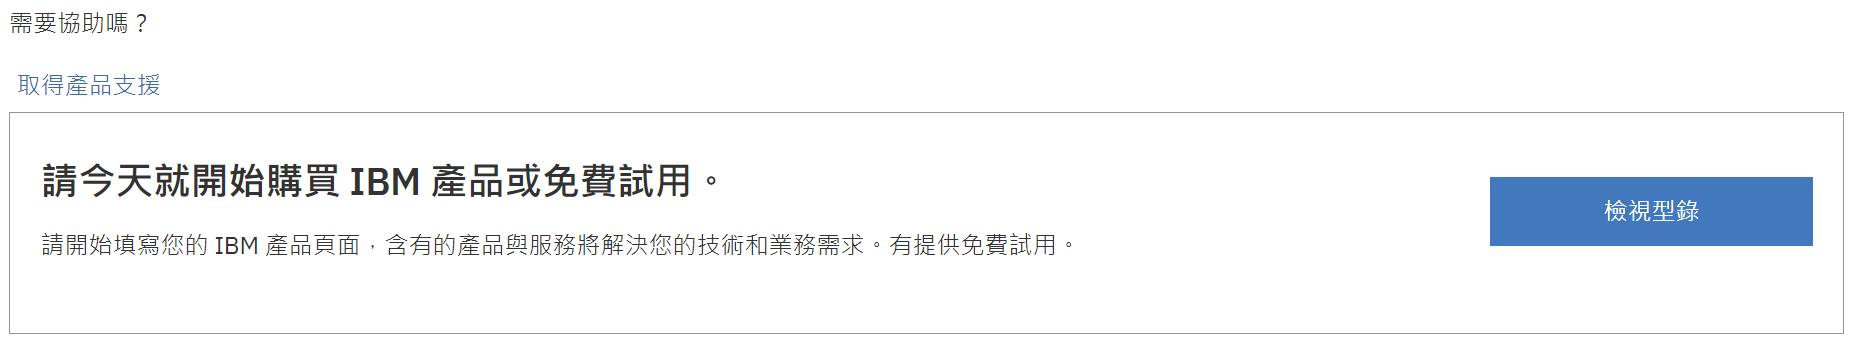 需要協助嗎？
取得產品支援
請今天就開始購買 IBM 產品或免費試用。
請開始填寫您的 IBM 產品頁面，含有的產品與服務將解決您的技術和業務需求。有提供免費試用。
檢視型錄